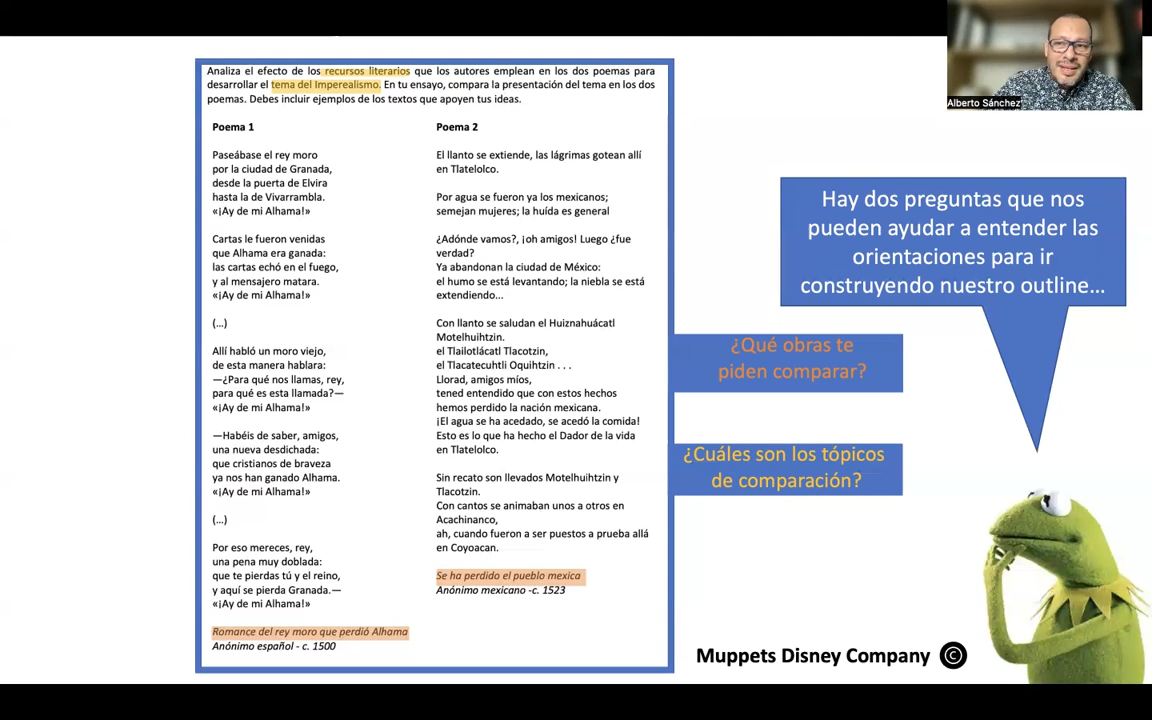 Analiza el efecto de los recursos literarios que los autores emplean en los dos poemas para
desarrollar el tema del Imperealismo. En tu ensayo, compara la presentación del tema en los dos
poemas. Debes incluir ejemplos de los textos que apoyen tus ideas.
Poema 1
Paseábase el rey moro
por la ciudad de Granada,
desde la puerta de Elvira
hasta la de Vivarrambla.
«¡Ay de mi Alhama!»
Cartas le fueron venidas
que Alhama era ganada:
las cartas echó en el fuego,
y al mensajero matara.
«¡Ay de mi Alhama!»
(...)
Allí habló un moro viejo,
de esta manera hablara:
—¿Para qué nos llamas, rey,
para qué es esta llamada?—
«¡Ay de mi Alhama!»
—Habéis de saber, amigos,
una nueva desdichada:
que cristianos de braveza
ya nos han ganado Alhama.
«¡Ay de mi Alhama!»
(...)
Por eso mereces, rey,
una pena muy doblada:
que te pierdas tú y el reino,
y aquí se pierda Granada.—
«¡Ay de mi Alhama!»
Romance del rey moro que perdió Alhama
Anónimo español - c. 1500
Poema 2
El llanto se extiende, las lágrimas gotean allí
en Tlatelolco.
Por agua se fueron ya los mexicanos;
semejan mujeres; la huída es general
¿Adónde vamos?, ¡oh amigos! Luego ¿fue
verdad?
Ya abandonan la ciudad de México:
el humo se está levantando; la niebla se está
extendiendo...
Con llanto se saludan el Huiznahuácatl
Motelhuihtzin.
el Tlailotlácatl Tlacotzin,
el Tlacatecuhtli Oquihtzin . . .
Llorad, amigos míos,
tened entendido que con estos hechos
hemos perdido la nación mexicana.
¡El agua se ha acedado, se acedó la comida!
Esto es lo que ha hecho el Dador de la vida
en Tlatelolco.
Sin recato son llevados Motelhuihtzin y
Tlacotzin.
Con cantos se animaban unos a otros en
Acachinanco,
ah, cuando fueron a ser puestos a prueba allá
en Coyoacan.
Se ha perdido el pueblo mexica
Anónimo mexicano -c. 1523
Alberto Sánchez
Hay dos preguntas que nos
pueden ayudar a entender las
orientaciones para ir
construyendo nuestro outline...
¿Qué obras te
piden comparar?
¿Cuáles son los tópicos
de comparación?
Muppets Disney Company ©